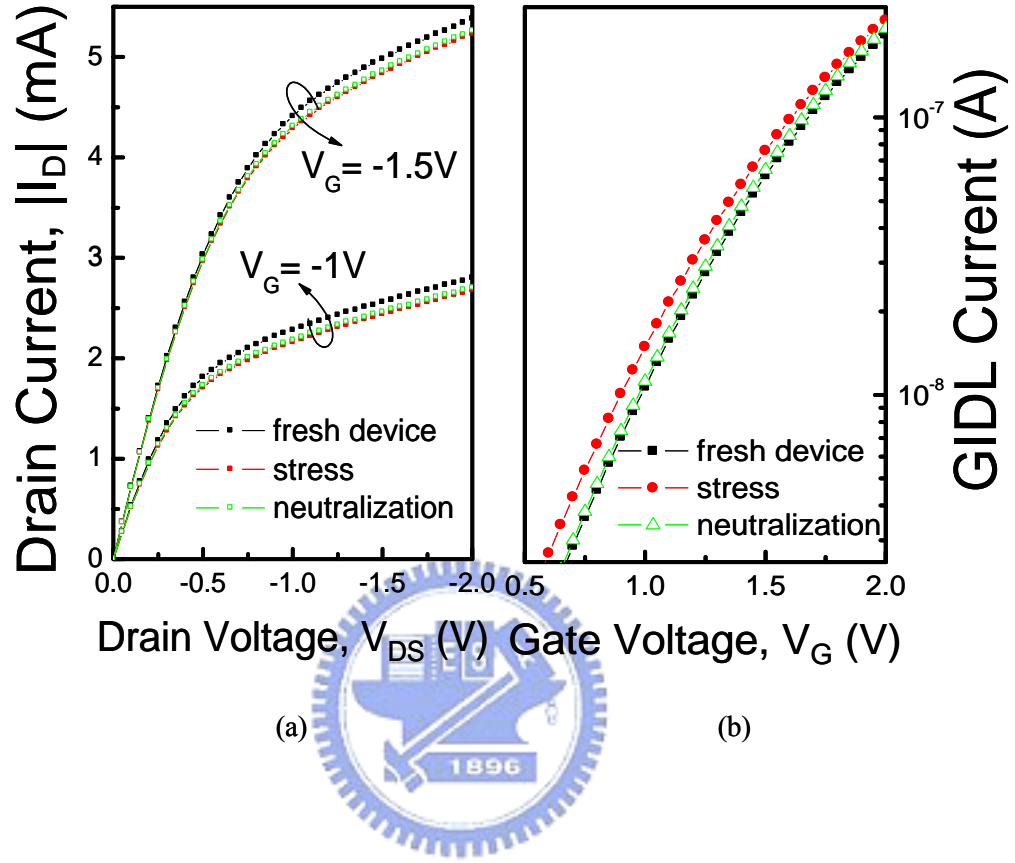 Drain Current, |I_D| (mA)
5
4
3
2
1
0
V_G= -1.5V
V_G= -1V
fresh device
stress
neutralization
0.0
-0.5
-1.0
-1.5
-2.0
Drain Voltage, V_DS (V)
(a)
10^-7
10^-8
GIDL Current (A)
fresh device
stress
neutralization
0.5
1.0
1.5
2.0
Gate Voltage, V_G (V)
(b)
1896